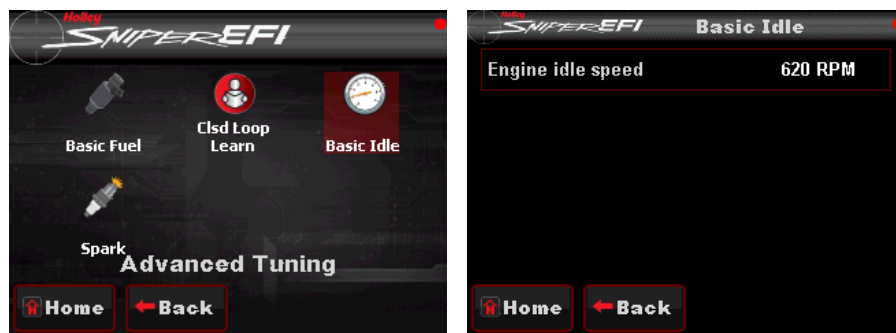 Holley
SNIPER EFI
Basic Fuel
Clsd Loop
Learn
Basic Idle
Spark
Advanced Tuning
Home
Back
Holley
SNIPER EFI
Basic Idle
Engine idle speed 620 RPM
Home
Back